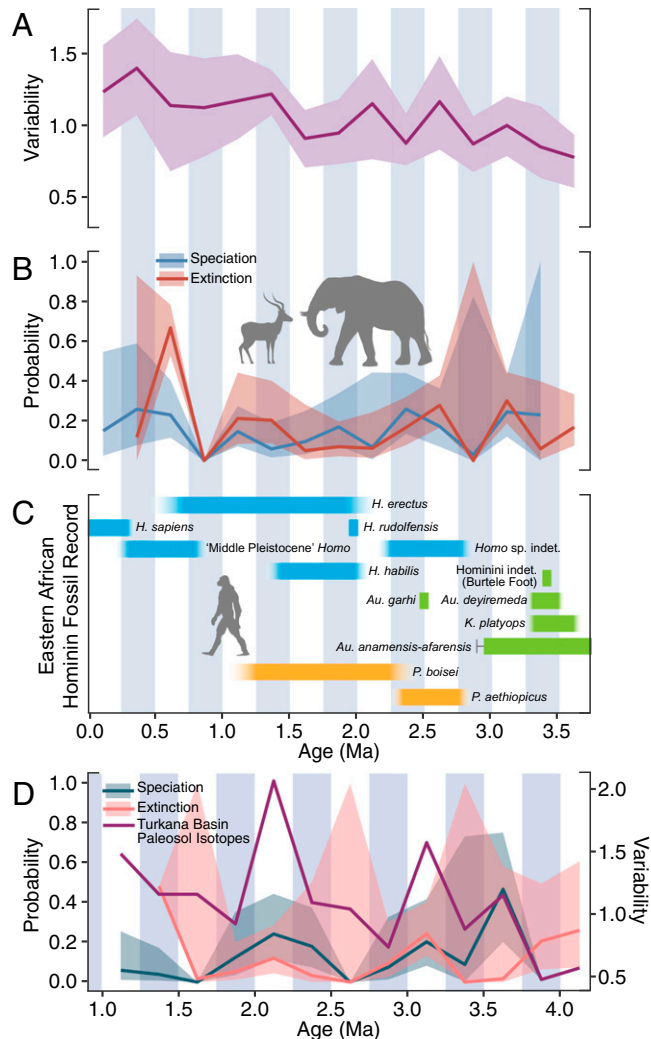 A
Variability
1.5
1.0
0.5
B
Speciation
Extinction
Probability
1.0
0.8
0.6
0.4
0.2
0.0
C
Eastern African
Hominin Fossil Record
H. erectus
H. sapiens
H. rudolfensis
'Middle Pleistocene' Homo
Homo sp. indet.
H. habilis
Hominini indet.
(Burtele Foot)
Au. garhi
Au. deyiremeda
K. platyops
Au. anamensis-afarensis
P. boisei
P. aethiopicus
0.0 0.5 1.0 1.5 2.0 2.5 3.0 3.5
Age (Ma)
D
Speciation
Extinction
Turkana Basin
Paleosol Isotopes
Probability
1.0
0.8
0.6
0.4
0.2
0.0
Variability
2.0
1.5
1.0
0.5
1.0 1.5 2.0 2.5 3.0 3.5 4.0
Age (Ma)